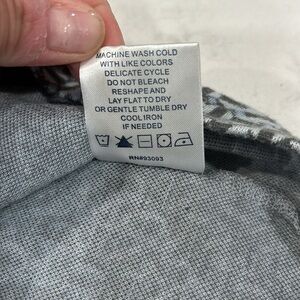 MACHINE WASH COLD
WITH LIKE COLORS
DELICATE CYCLE
DO NOT BLEACH
RESHAPE AND
LAY FLAT TO DRY
OR GENTLE TUMBLE DRY
COOL IRON
IF NEEDED
RN#93093